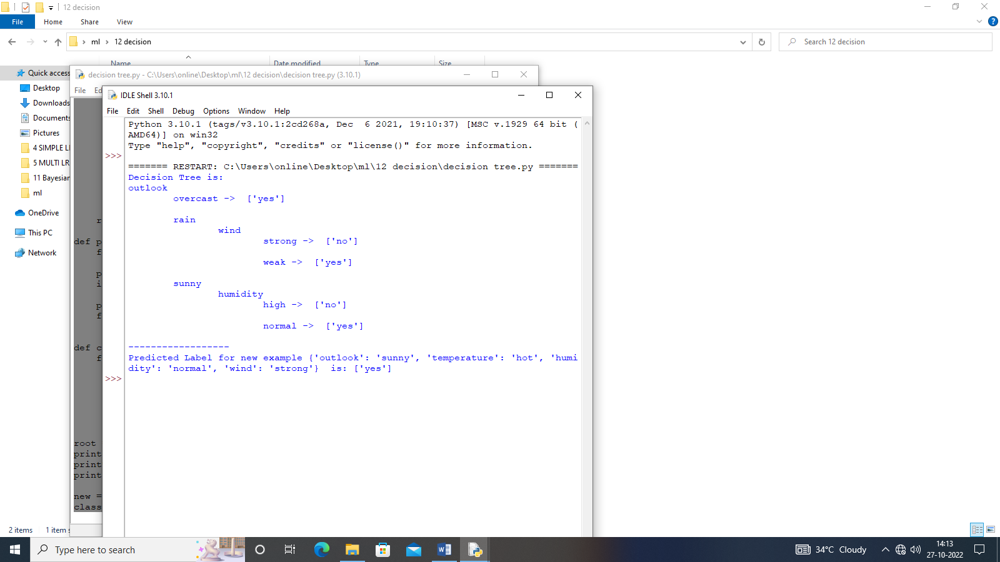 12 decision
File Home Share View
ml > 12 decision
Search 12 decision
Name Date modified Type Size
Quick access
Desktop
Downloads
Documents
Pictures
4 SIMPLE LI
5 MULTI LR
11 Bayesian
ml
OneDrive
This PC
Network
2 items 1 item s
decision tree.py - C:\Users\online\Desktop\ml\12 decision\decision tree.py (3.10.1)
File Ed
r
def p
f
p
i
p
f
def c
f
root
print
print
print
new =
class
IDLE Shell 3.10.1
File Edit Shell Debug Options Window Help
Python 3.10.1 (tags/v3.10.1:2cd268a, Dec  6 2021, 19:10:37) [MSC v.1929 64 bit (
AMD64)] on win32
Type "help", "copyright", "credits" or "license()" for more information.
>>>
======= RESTART: C:\Users\online\Desktop\ml\12 decision\decision tree.py =======
Decision Tree is:
outlook
overcast ->  ['yes']
rain
wind
strong ->  ['no']
weak ->  ['yes']
sunny
humidity
high ->  ['no']
normal ->  ['yes']
------------------
Predicted Label for new example {'outlook': 'sunny', 'temperature': 'hot', 'humi
dity': 'normal', 'wind': 'strong'}  is: ['yes']
>>>
Type here to search
34°C Cloudy
14:13
27-10-2022